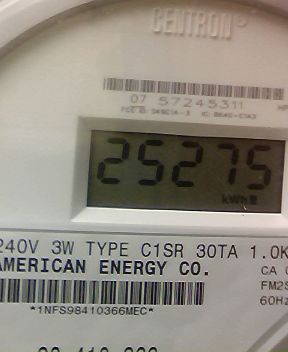 CENTRON®
07 57245311
25275
kWh
240V 3W TYPE C1SR 30TA 1.0K
AMERICAN ENERGY CO.
CA
FM2S
60Hz
*1NFS98410366MEC*